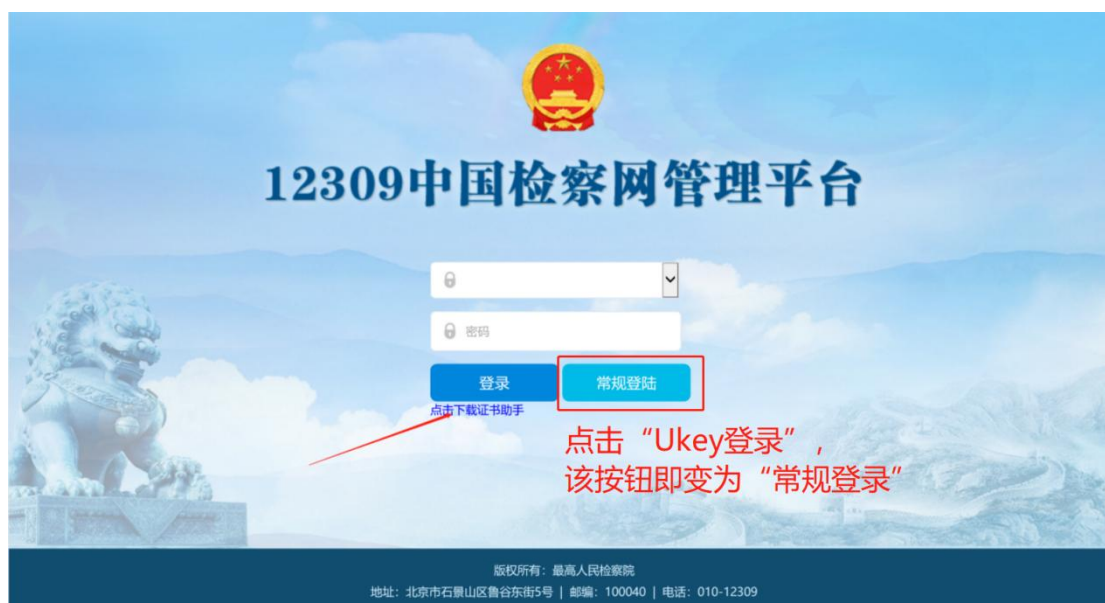 12309中国检察网管理平台
密码
登录
常规登陆
点击下载证书助手
点击“Ukey登录”,
该按钮即变为“常规登录”
版权所有：最高人民检察院
地址：北京市石景山区鲁谷东街5号 | 邮编：100040 | 电话：010-12309